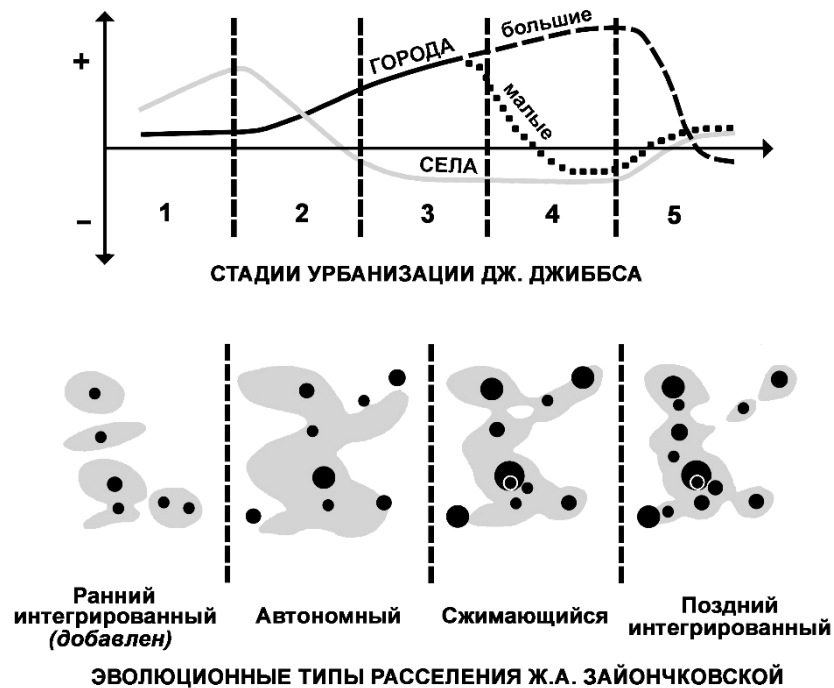 +
ГОРОДА
большие
малые
СЕЛА
–
1 2 3 4 5
СТАДИИ УРБАНИЗАЦИИ ДЖ. ДЖИББСА
Ранний
интегрированный
(добавлен)
Автономный
Сжимающийся
Поздний
интегрированный
ЭВОЛЮЦИОННЫЕ ТИПЫ РАССЕЛЕНИЯ Ж.А. ЗАЙОНЧКОВСКОЙ